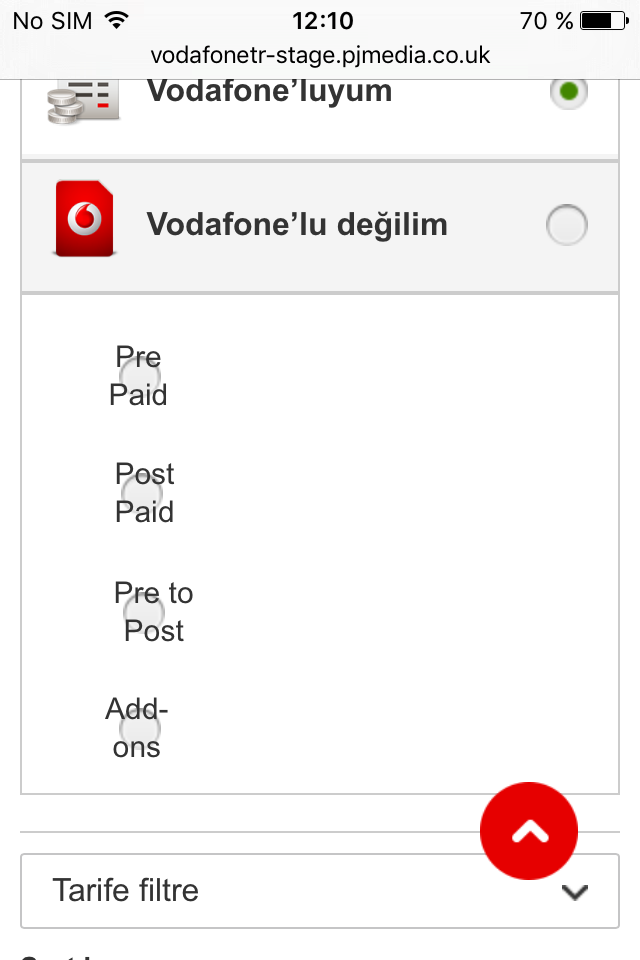 No SIM 12:10 70 %
vodafonetr-stage.pjmedia.co.uk
Vodafone’luyum
Vodafone’lu değilim
Pre
Paid
Post
Paid
Pre to
Post
Add-
ons
Tarife filtre